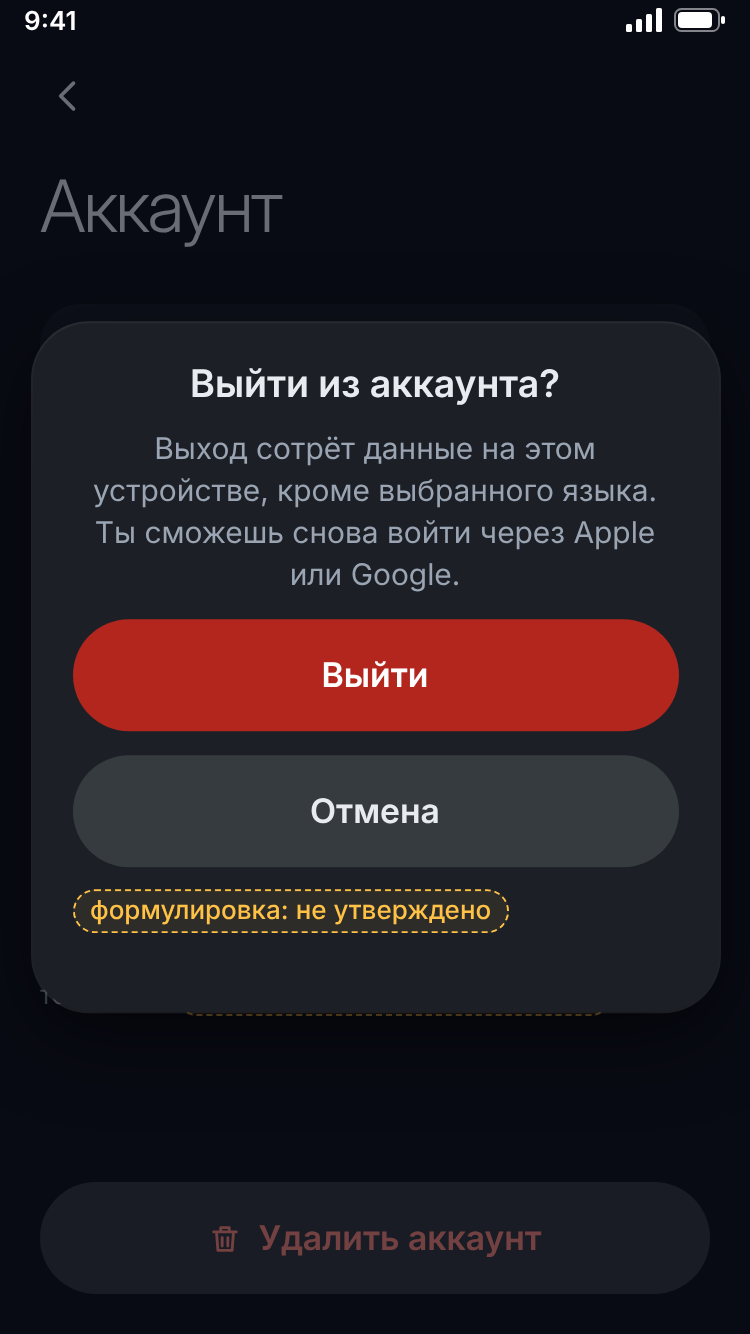 9:41
Аккаунт
Выйти из аккаунта?
Выход сотрёт данные на этом
устройстве, кроме выбранного языка.
Ты сможешь снова войти через Apple
или Google.
Выйти
Отмена
формулировка: не утверждено
Удалить аккаунт